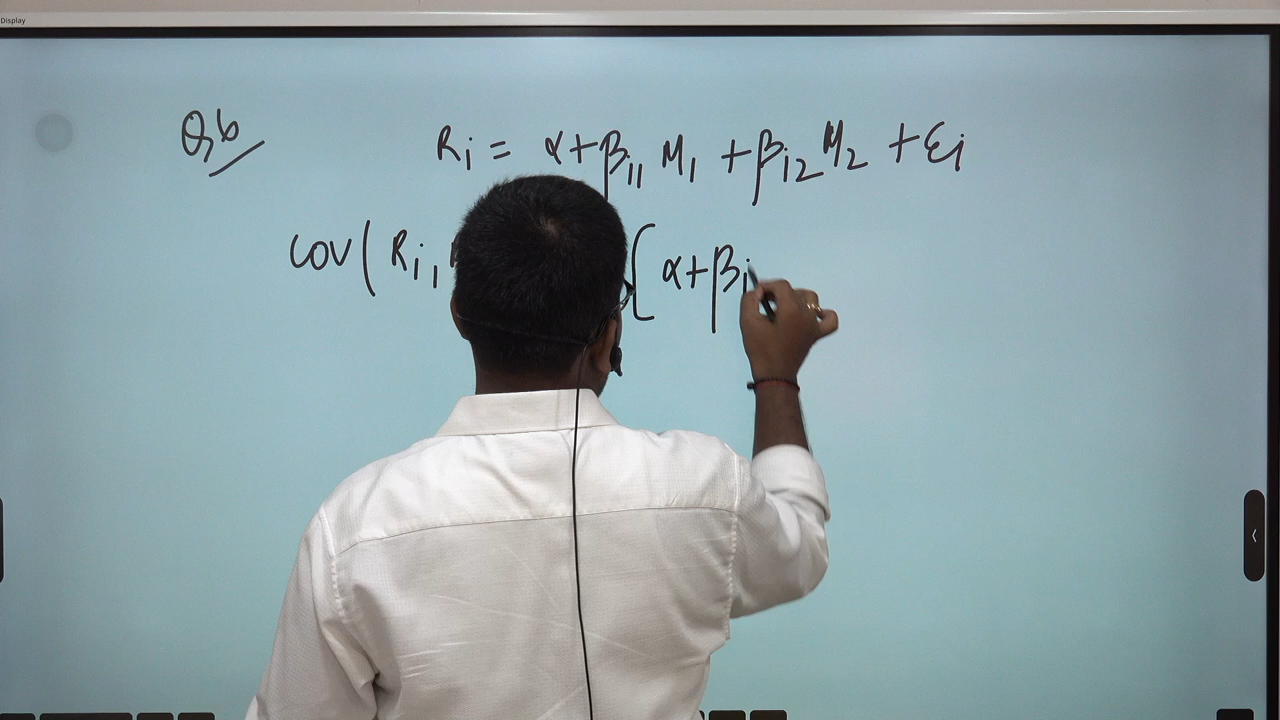 Display
Q6
Ri = α + βi1 M1 + βi2 M2 + εi
COV ( Ri, [ α + βi